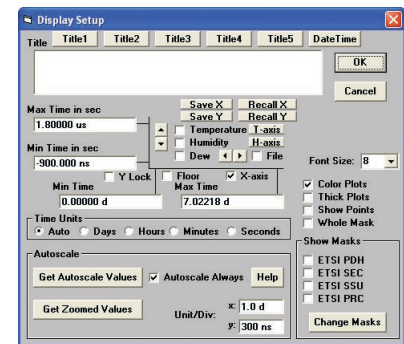 Display Setup
Title Title1 Title2 Title3 Title4 Title5 DateTime
OK
Cancel
Max Time in sec
1.80000 us
Save X Recall X
Save Y Recall Y
Temperature T-axis
Humidity H-axis
Dew File
Min Time in sec
-900.000 ns
Font Size: 8
Y Lock Floor X-axis
Min Time Max Time
0.00000 d 7.02218 d
Color Plots
Thick Plots
Show Points
Whole Mask
Time Units
Auto Days Hours Minutes Seconds
Autoscale
Get Autoscale Values Autoscale Always Help
Get Zoomed Values Unit/Div: x: 1.0 d
y: 300 ns
Show Masks
ETSI PDH
ETSI SEC
ETSI SSU
ETSI PRC
Change Masks